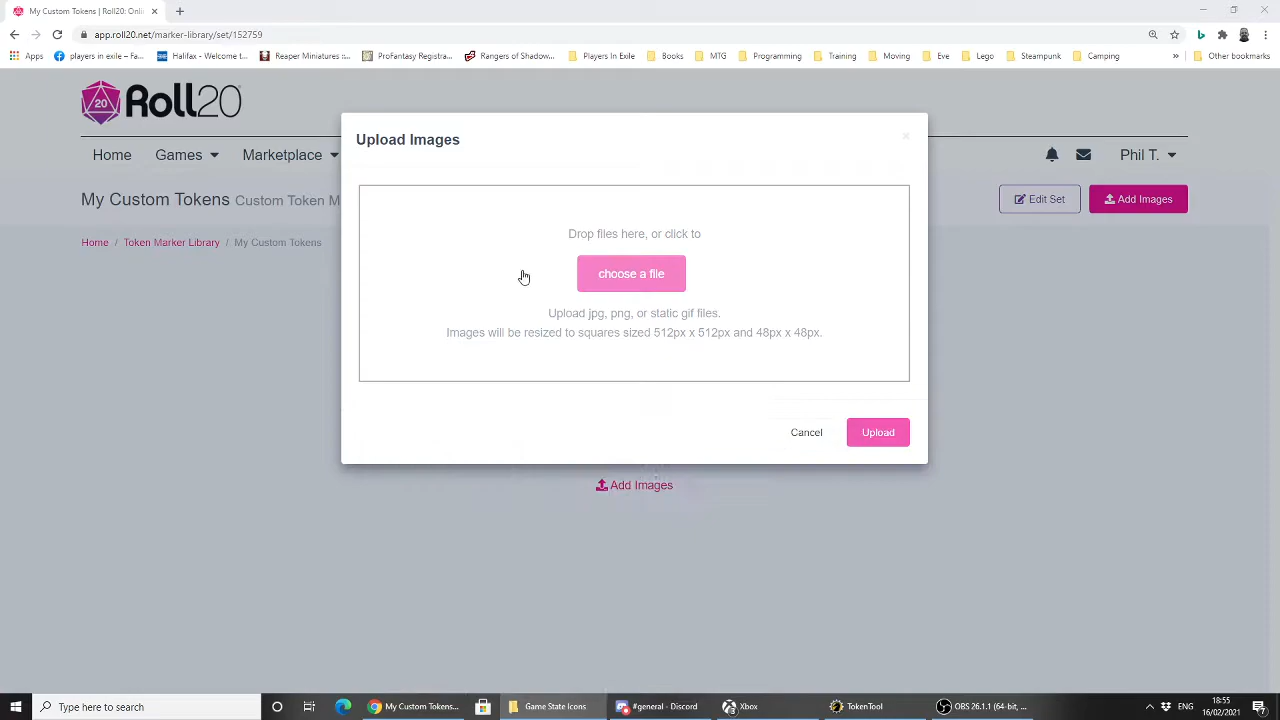 My Custom Tokens | Roll20: Onli
app.roll20.net/marker-library/set/152759
Apps
players in exile – Fa...
Halifax - Welcome t...
Reaper Miniatures ::...
ProFantasy Registra...
Rangers of Shadow...
Players In Exile
Books
MTG
Programming
Training
Moving
Eve
Lego
Steampunk
Camping
»
Other bookmarks
20
Roll20
Home
Games
Marketplace
Phil T.
My Custom Tokens Custom Token M
Edit Set
Add Images
Home / Token Marker Library / My Custom Tokens
Upload Images
×
Drop files here, or click to
choose a file
Upload jpg, png, or static gif files.
Images will be resized to squares sized 512px x 512px and 48px x 48px.
Cancel
Upload
Add Images
Type here to search
My Custom Tokens...
Game State Icons
#general - Discord
Xbox
TokenTool
OBS 26.1.1 (64-bit, ...
ENG
18:55
16/02/2021